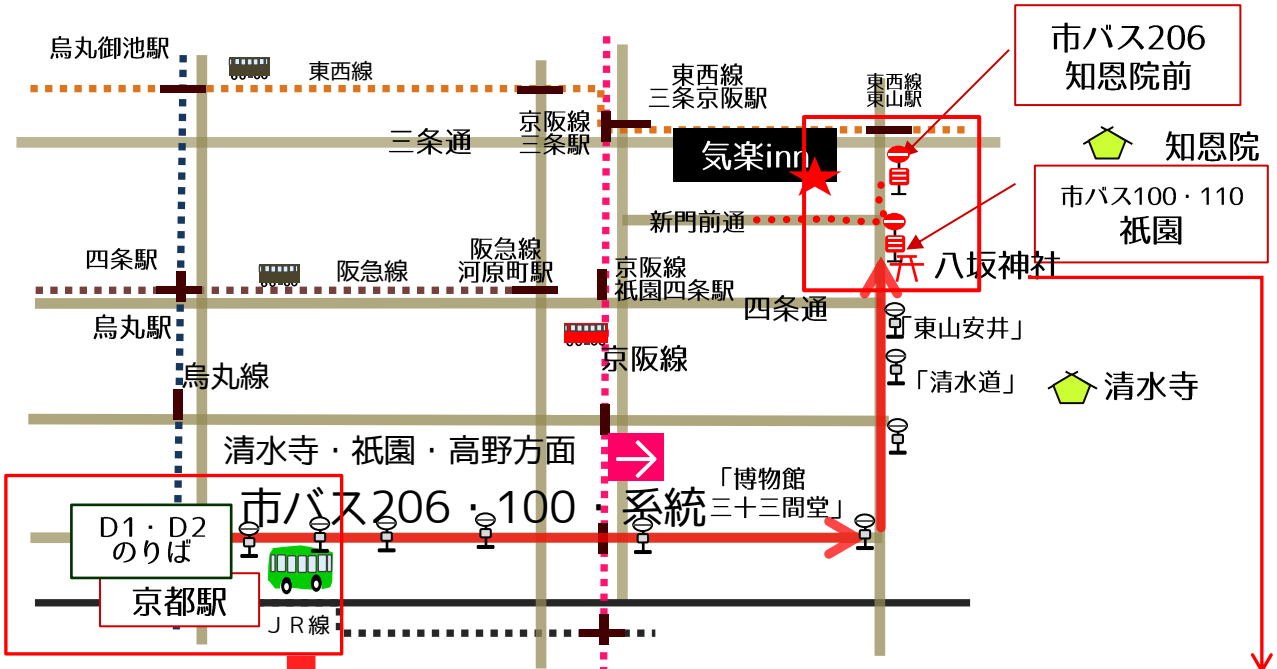 烏丸御池駅
東西線
京阪線
三条駅
東西線
三条京阪駅
東西線
東山駅
市バス206
知恩院前
三条通
気楽inn
知恩院
新門前通
市バス100・110
祇園
四条駅
阪急線
阪急線
河原町駅
京阪線
祇園四条駅
八坂神社
四条通
烏丸駅
「東山安井」
京阪線
烏丸線
「清水道」
清水寺
清水寺・祇園・高野方面
市バス206・100・系統
「博物館
三十三間堂」
D1・D2
のりば
京都駅
JR線